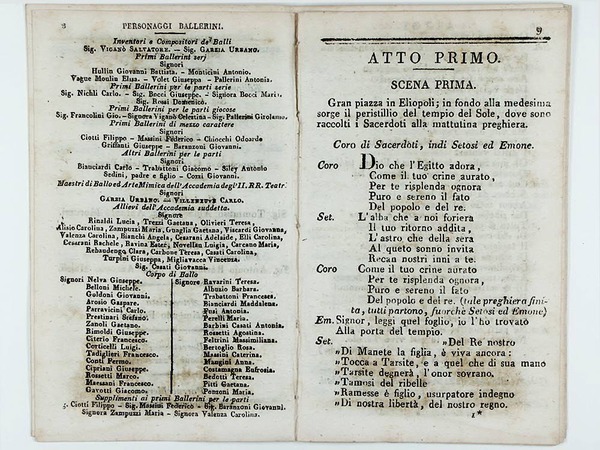 8
PERSONAGGI BALLERINI.
Inventori e Compositori de' Balli
Sig. VIGANÒ SALVATORE. — Sig. GARZIA URBANO.
Primi Ballerini serj
Signori
Hullin Giovanni Battista. - Monticini Antonio.
Vague Moulin Elisa. - Volet Giuseppa - Pallerini Antonia.
Primi Ballerini per le parti serie
Sig. Nichli Carlo. - Sig. Bocci Giuseppe. - Signora Bocci Maria.
Sig. Rossi Domenico.
Primi Ballerini per le parti giocose
Sig. Francolini Gio. - Signora Viganò Celestina - Sig. Pallerini Girolamo.
Primi Ballerini di mezzo carattere
Signori
Ciotti Filippo - Massini Federico - Chiocchi Odoardo
Griffanti Giuseppe - Baranzoni Giovanni.
Altri Ballerini per le parti
Signori
Bianciardi Carlo - Trabattoni Giacomo - Siley Antonio
Sedini, padre e figlio - Cozzi Giovanni.
Maestri di Ballo ed Arte Mimica dell'Accademia degl'II. RR. Teatri
Signori
GARZIA URBANO. — VILLENEUVE CARLO.
Allievi dell'Accademia suddetta.
Signore
Rinaldi Lucia, Trezzi Gaetana, Olivieri Teresa,
Alisio Carolina, Zampuzzi Maria, Guaglia Gaetana, Viscardi Giovanna,
Valenza Carolina, Bianchi Angela, Cesarani Adelaide, Elli Carolina,
Cesarani Rachele, Ravina Ester, Novellin Luigia, Carcano Maria,
Rebaudengo Clara, Carbone Teresa, Casati Carolina,
Turpini Giuseppa, Migliavacca Vincenza.
Sig. Casati Giovanni.
Corpo di Ballo
Signori Nelva Giuseppe.
Belloni Michele.
Goldoni Giovanni.
Arosio Gaspare.
Parravicini Carlo.
Prestinari Stefano.
Zanoli Gaetano.
Rimoldi Giuseppe.
Citerio Francesco.
Corticelli Luigi.
Tadiglieri Francesco.
Conti Fermo.
Cipriani Giuseppe.
Rossetti Marco.
Maessani Francesco.
Gavotti Giacomo.
Signore Ravarini Teresa.
Albuzio Barbara.
Trabattoni Francesca.
Bianciardi Maddalena.
Fusi Antonia.
Perelli Maria.
Barbini Casati Antonia.
Rossetti Agostina.
Feltrini Massimiliana.
Bertoglio Rosa.
Massini Caterina.
Mangini Anna.
Costamagna Eufrosia.
Bedotti Teresa.
Pitti Gaetana.
Ponzoni Maria.
Supplimenti ai primi Ballerini per le parti
Ciotti Filippo - Sig. Massini Federico - Sig. Baranzoni Giovanni.
Signora Zampuzzi Maria - Signora Valenza Carolina.
9
ATTO PRIMO.
SCENA PRIMA.
Gran piazza in Eliopoli; in fondo alla medesima
sorge il peristillio del tempio del Sole, dove sono
raccolti i Sacerdoti alla mattutina preghiera.
Coro di Sacerdoti, indi Setosi ed Emone.
Coro Dio che l'Egitto adora,
Come il tuo crine aurato,
Per te risplenda ognora
Puro e sereno il fato
Del popolo e del re.
Set. L'alba che a noi foriera
Il tuo ritorno addita,
L'astro che della sera
Al queto sonno invita
Recan nonni inni a te.
Coro Come il tuo crine aurato
Per te risplenda ognora,
Puro e sereno il fato
Del popolo e del re. (tale preghiera fini-
ta, tutti partono, fuorchè Setosi ed Emone)
Em. Signor, leggi quel foglio, io l'ho trovato
Alla porta del tempio.
Set. „Del Re nostro
„Di Manete la figlia, è viva ancora:
„Tocca a Tarsite, e a quel che di sua mano
„Tarsite degnerà, l'onor sovrano.
„Tamosi del ribelle
„Ramesse è figlio, usurpatore indegno
„Di nostra libertà, del nostro regno.
1*